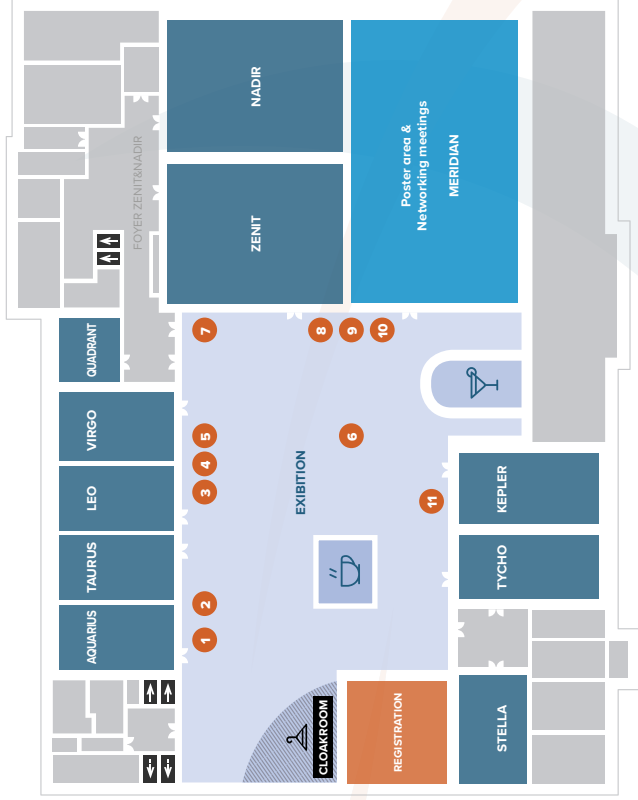 NADIR
ZENIT
Poster area &
Networking meetings
MERIDIAN
FOYER ZENIT&NADIR
QUADRANT
VIRGO
LEO
TAURUS
AQUARIUS
7
8
9
10
5
4
3
6
2
1
11
EXIBITION
KEPLER
TYCHO
STELLA
CLOAKROOM
REGISTRATION